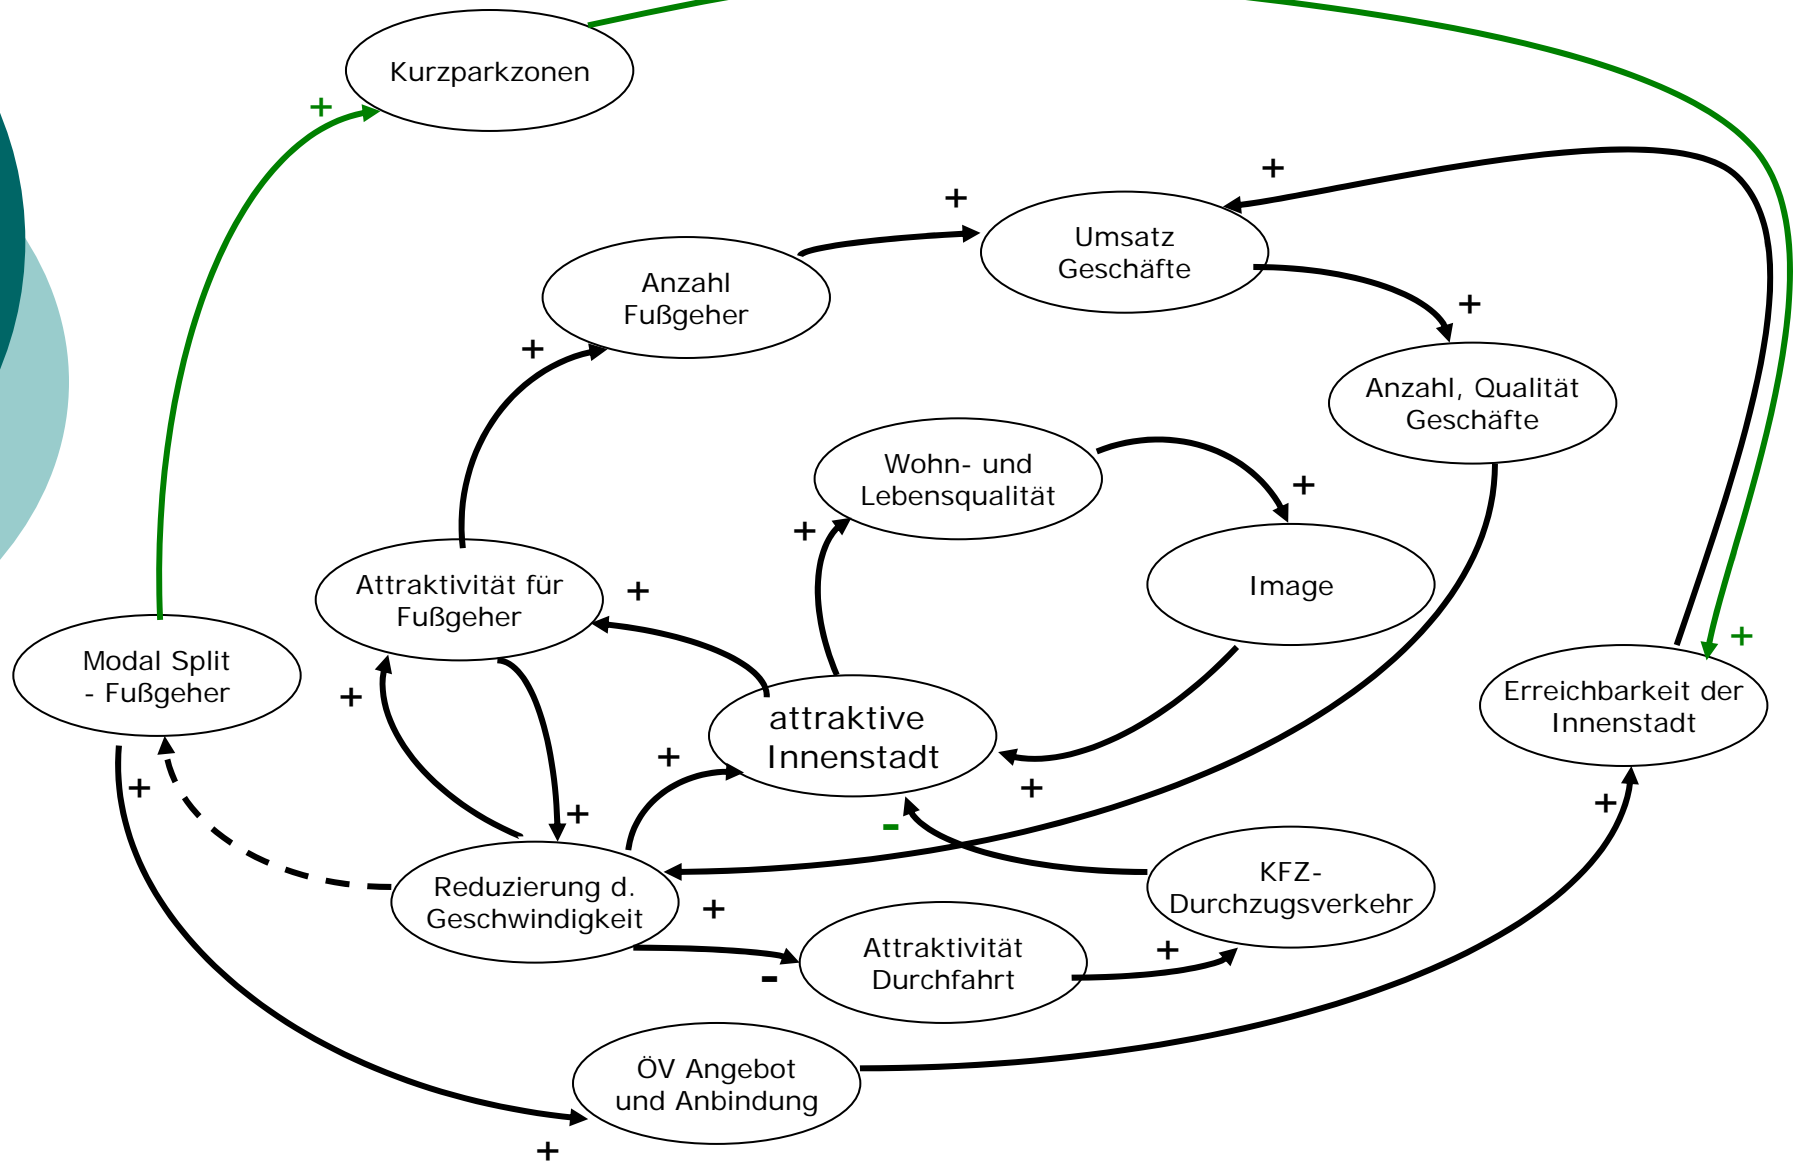 Kurzparkzonen
+
+
+
Umsatz
Geschäfte
Anzahl
Fußgeher
+
+
Anzahl, Qualität
Geschäfte
Wohn- und
Lebensqualität
+
+
Image
Attraktivität für
Fußgeher
+
+
Modal Split
- Fußgeher
+
attraktive
Innenstadt
Erreichbarkeit der
Innenstadt
+
+
+
+
+
-
Reduzierung d.
Geschwindigkeit
+
KFZ-
Durchzugsverkehr
Attraktivität
Durchfahrt
+
-
ÖV Angebot
und Anbindung
+